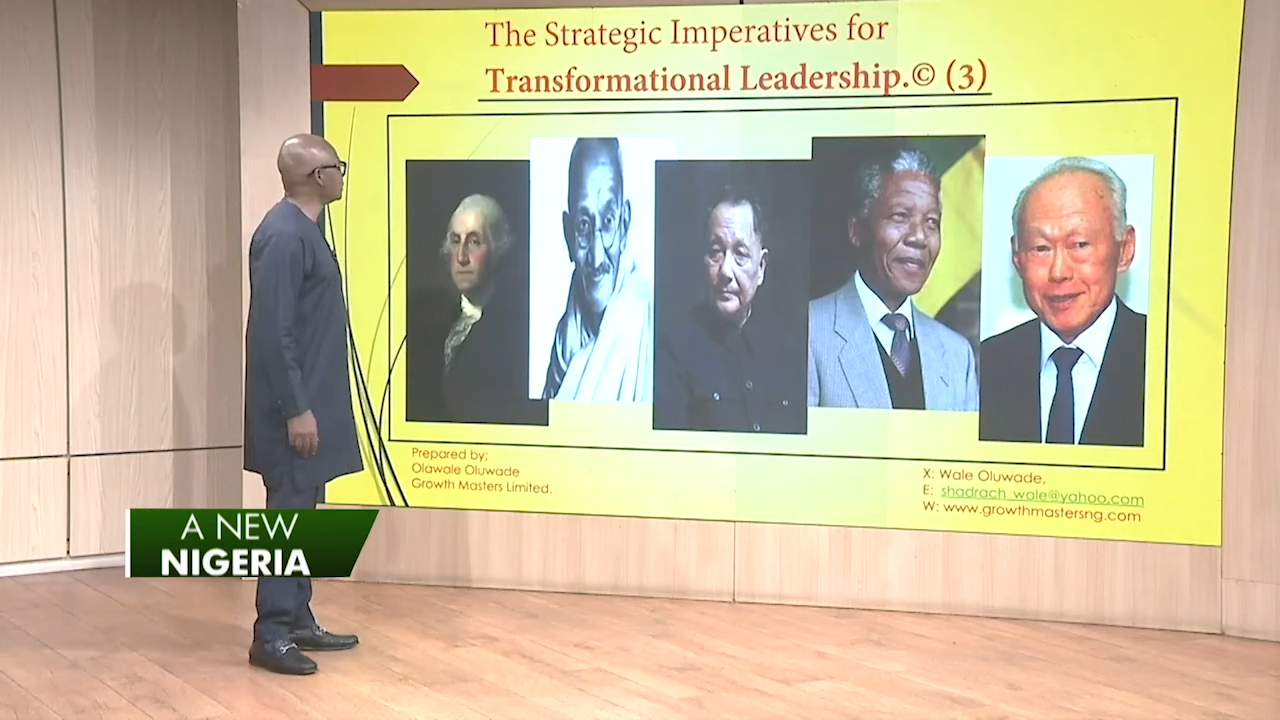 The Strategic Imperatives for
Transformational Leadership.© (3)
Prepared by:
Olawale Oluwade
Growth Masters Limited.
X: Wale Oluwade,
E: shadrach_wale@yahoo.com
W: www.growthmastersng.com
A NEW
NIGERIA